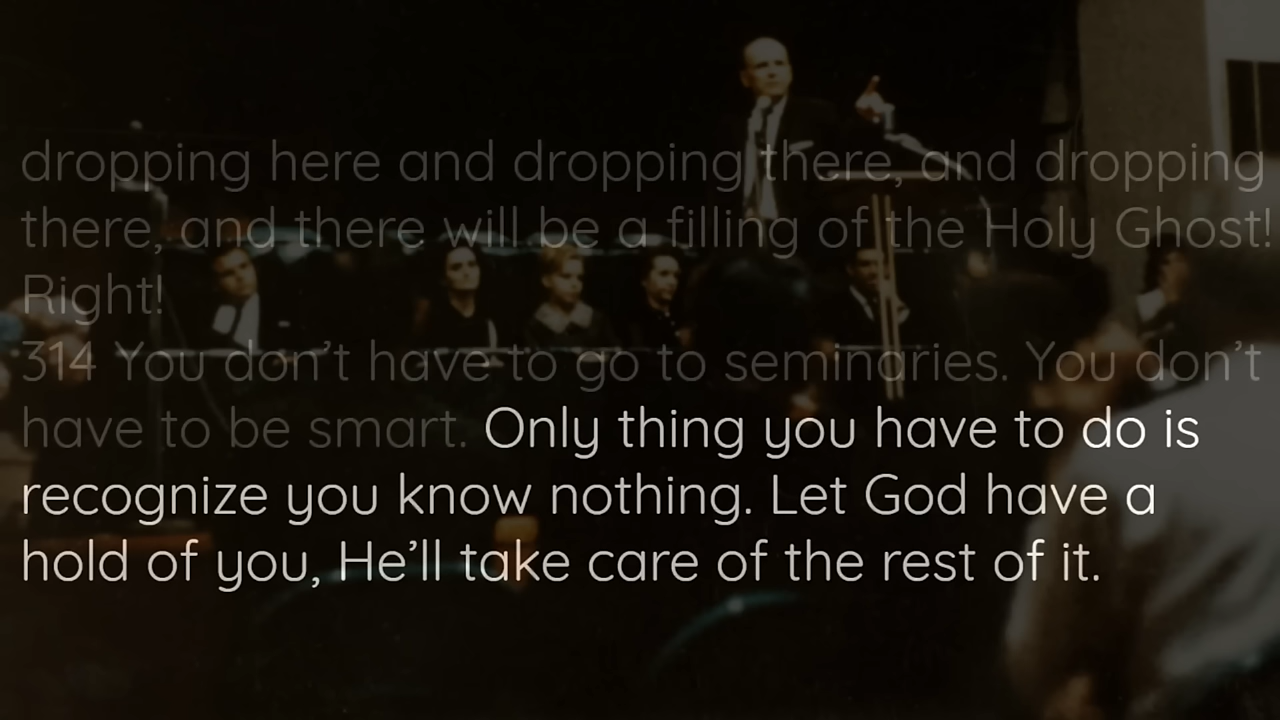 dropping here and dropping there, and dropping
there, and there will be a filling of the Holy Ghost!
Right!
314 You don’t have to go to seminaries. You don’t
have to be smart. Only thing you have to do is
recognize you know nothing. Let God have a
hold of you, He’ll take care of the rest of it.